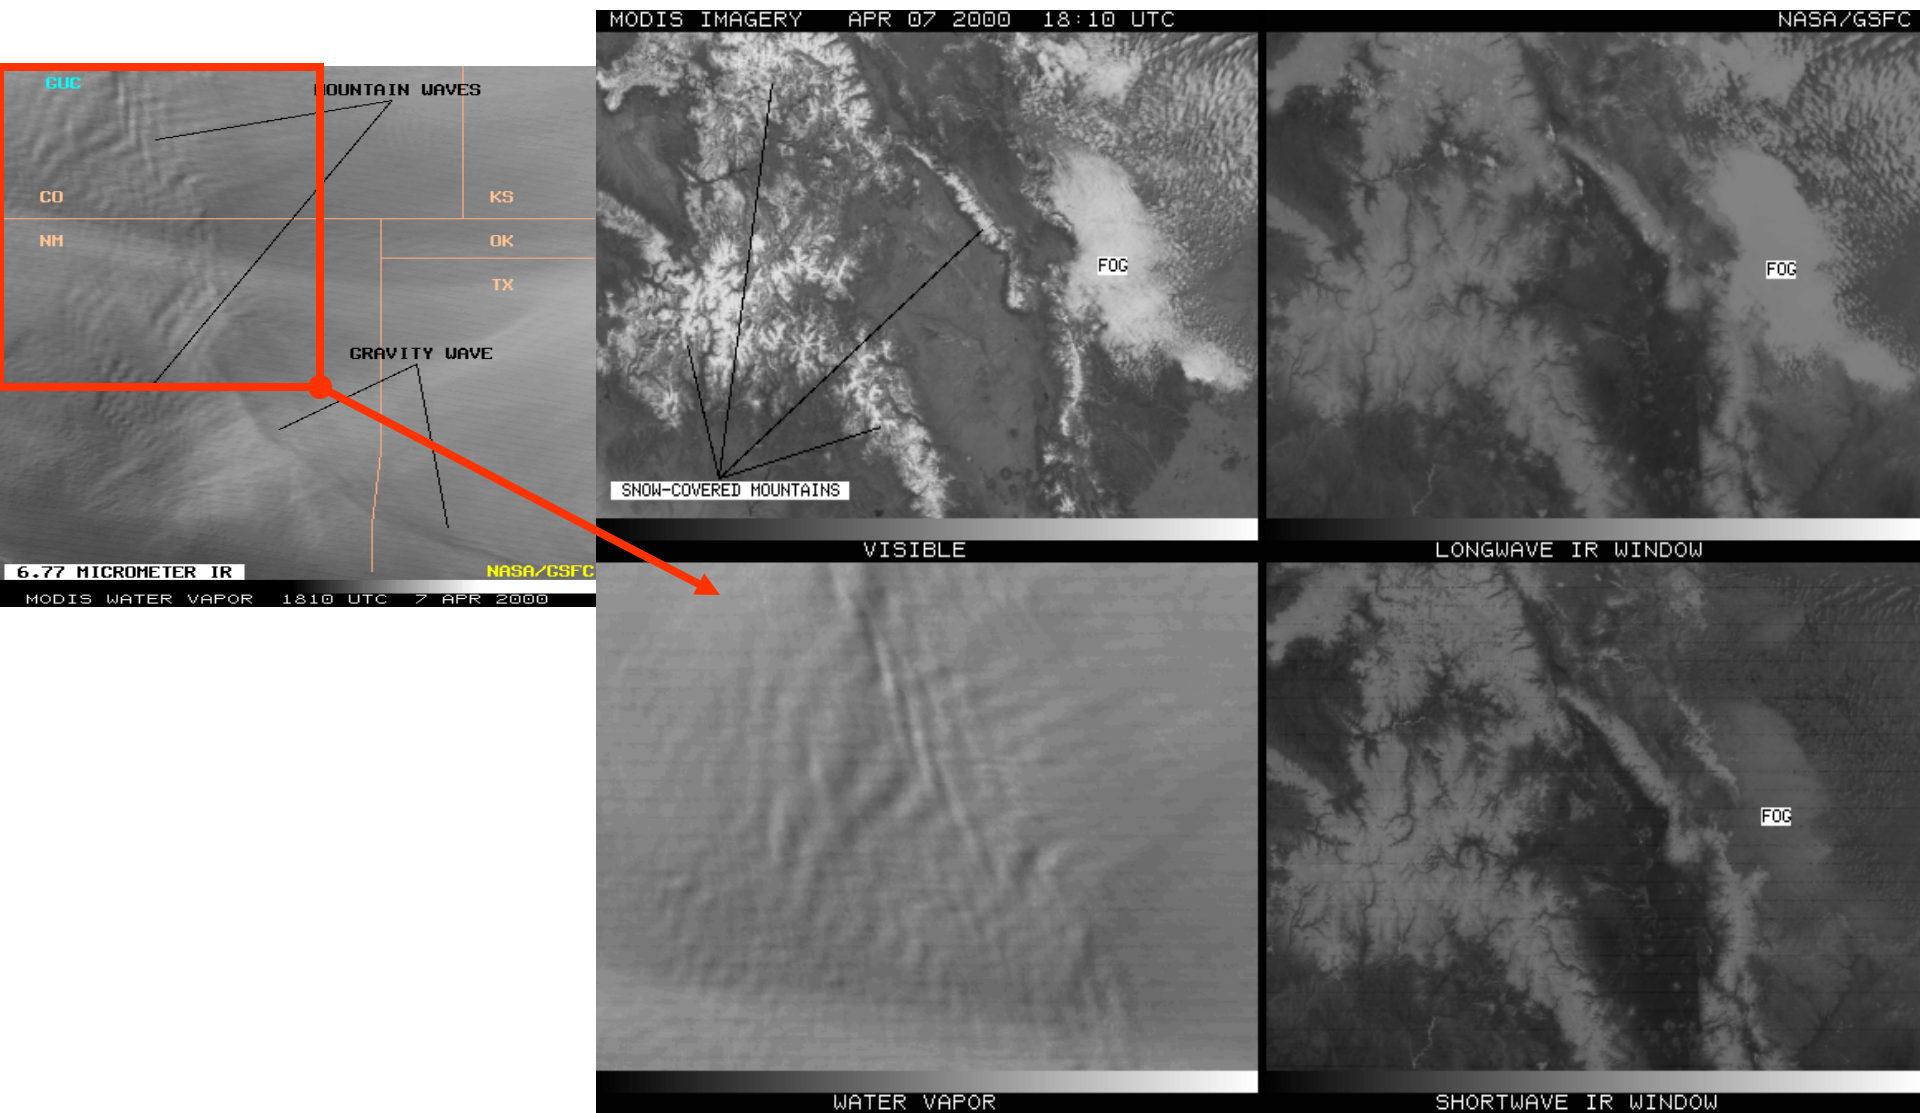 GUC
MOUNTAIN WAVES
CO
KS
NM
OK
TX
GRAVITY WAVE
6.77 MICROMETER IR
NASA/GSFC
MODIS WATER VAPOR 1810 UTC 7 APR 2000
MODIS IMAGERY APR 07 2000 18:10 UTC
NASA/GSFC
FOG
SNOW-COVERED MOUNTAINS
VISIBLE
FOG
LONGWAVE IR WINDOW
WATER VAPOR
FOG
SHORTWAVE IR WINDOW